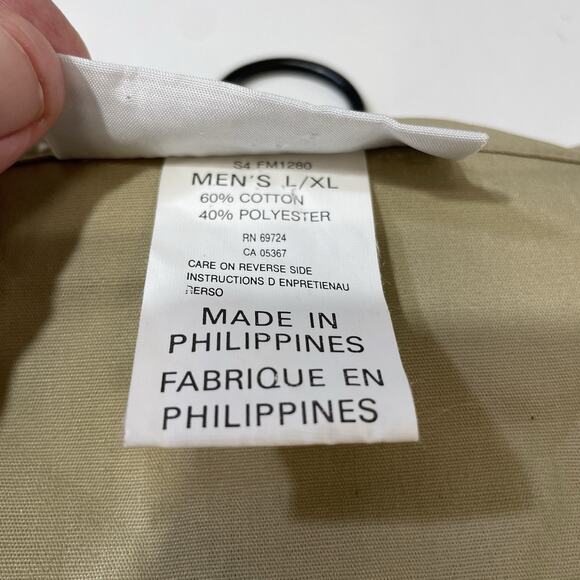 S4 FM1280
MEN'S L/XL
60% COTTON
40% POLYESTER
RN 69724
CA 05367
CARE ON REVERSE SIDE
INSTRUCTIONS D ENPRETIENAU
RERSO
MADE IN
PHILIPPINES
FABRIQUE EN
PHILIPPINES